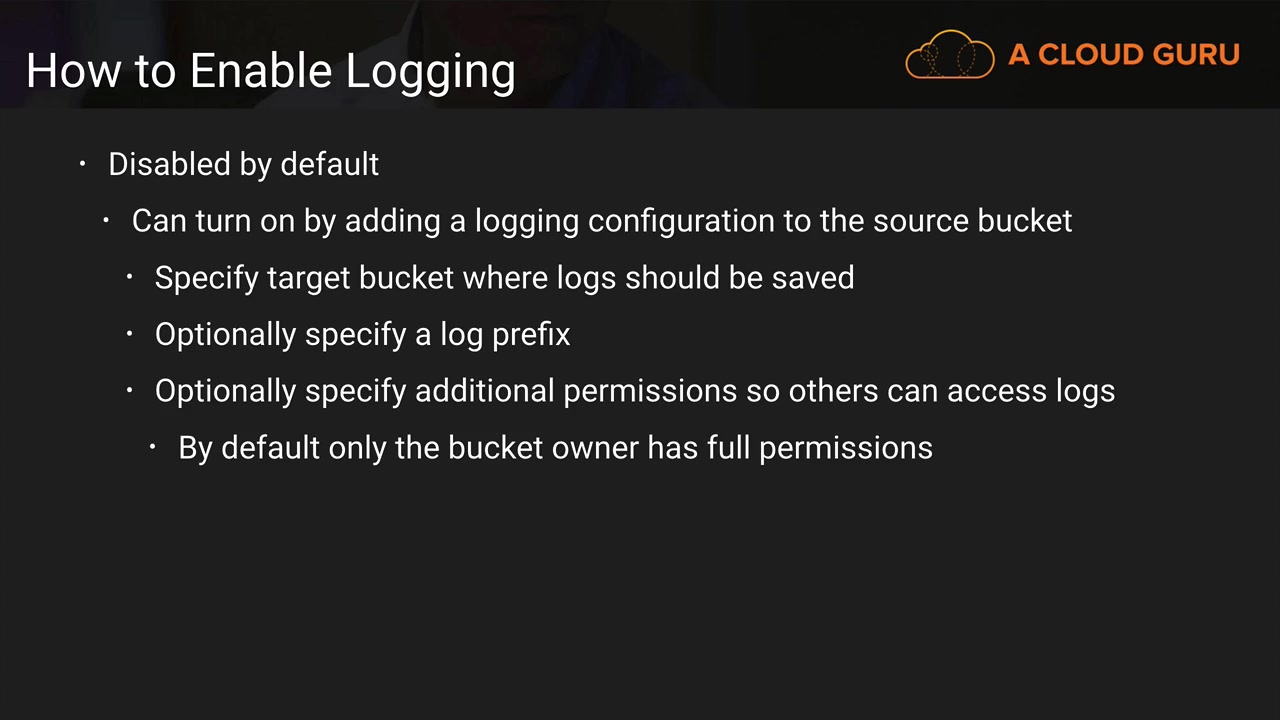 How to Enable Logging
A CLOUD GURU
• Disabled by default
• Can turn on by adding a logging configuration to the source bucket
• Specify target bucket where logs should be saved
• Optionally specify a log prefix
• Optionally specify additional permissions so others can access logs
• By default only the bucket owner has full permissions